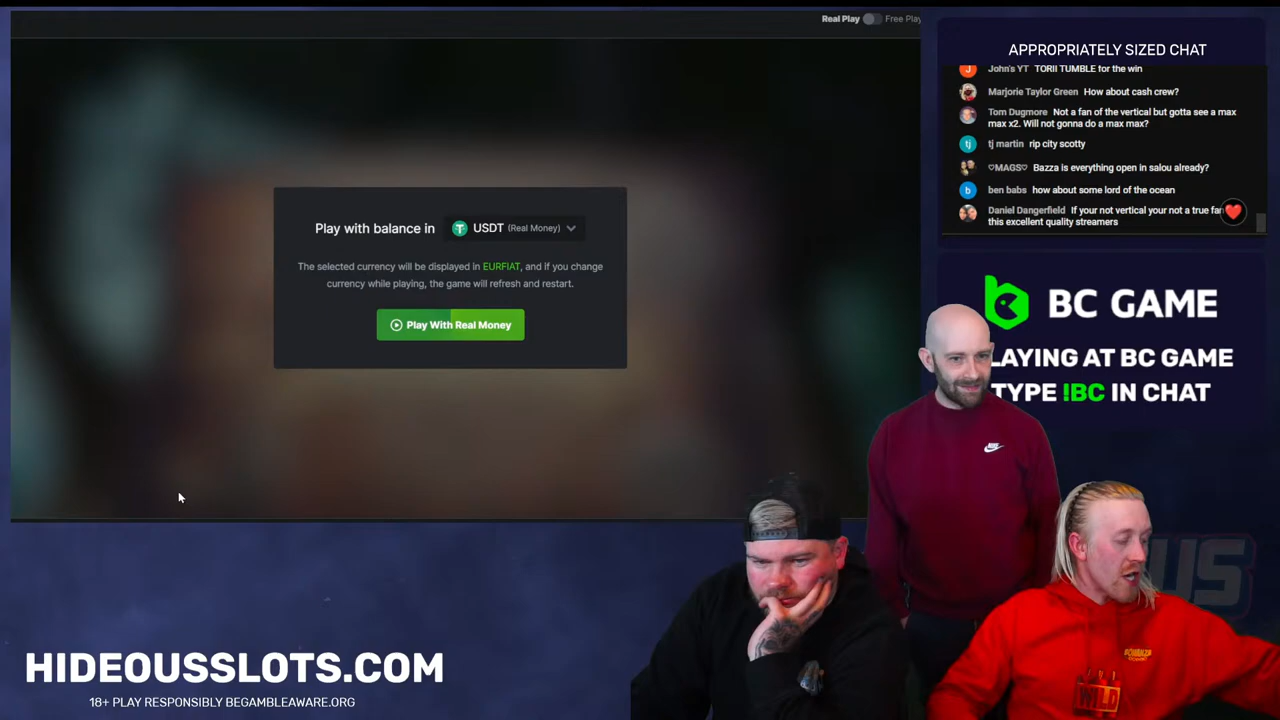 Real Play Free Play
Play with balance in USDT (Real Money)
The selected currency will be displayed in EURFIAT, and if you change
currency while playing, the game will refresh and restart.
Play With Real Money
APPROPRIATELY SIZED CHAT
J John's YT TORII TUMBLE for the win
Marjorie Taylor Green How about cash crew?
Tom Dugmore Not a fan of the vertical but gotta see a max
max x2. Will not gonna do a max max?
tj tj martin rip city scotty
♡MAGS♡ Bazza is everything open in salou already?
b ben babs how about some lord of the ocean
Daniel Dangerfield If your not vertical your not a true fan
this excellent quality streamers
BC GAME
LAYING AT BC GAME
TYPE !BC IN CHAT
US
HIDEOUSSLOTS.COM
18+ PLAY RESPONSIBLY BEGAMBLEAWARE.ORG